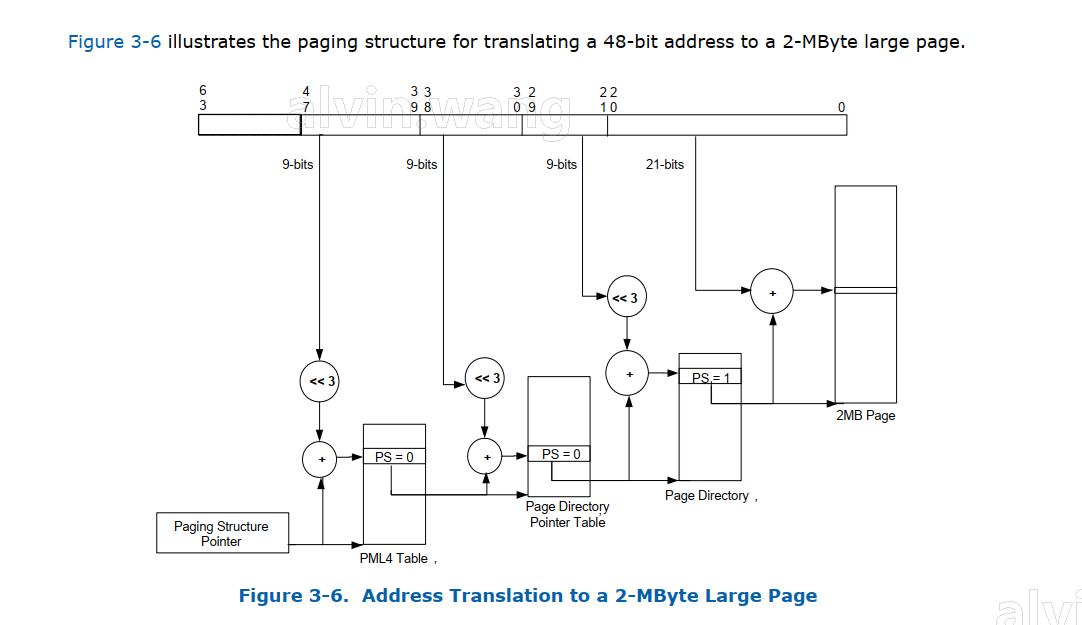 Figure 3-6 illustrates the paging structure for translating a 48-bit address to a 2-MByte large page.
6 4 3 3 3 2 2 2
3 7 9 8 0 9 1 0 0
alvin.wang
9-bits 9-bits 9-bits 21-bits
<< 3
+
<< 3
PS = 1
2MB Page
<< 3
<< 3
+
+
+
PS = 0
PS = 0
Page Directory ,
Page Directory
Pointer Table
Paging Structure
Pointer
PML4 Table ,
Figure 3-6. Address Translation to a 2-MByte Large Page